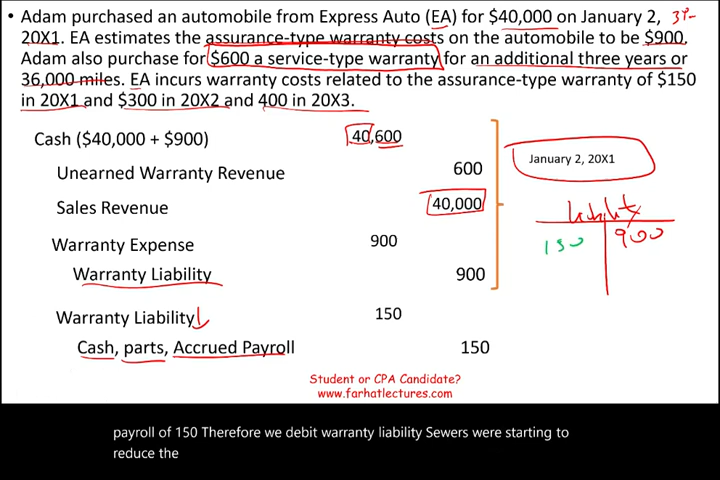 • Adam purchased an automobile from Express Auto (EA) for $40,000 on January 2, 3Y-
20X1. EA estimates the assurance-type warranty costs on the automobile to be $900.
Adam also purchase for $600 a service-type warranty for an additional three years or
36,000 miles. EA incurs warranty costs related to the assurance-type warranty of $150
in 20X1 and $300 in 20X2 and 400 in 20X3.
Cash ($40,000 + $900) 40,600
Unearned Warranty Revenue 600
January 2, 20X1
Sales Revenue 40,000
liability
Warranty Expense 900
150 900
Warranty Liability 900
Warranty Liability 150
Cash, parts, Accrued Payroll 150
Student or CPA Candidate?
www.farhatlectures.com
payroll of 150 Therefore we debit warranty liability Sewers were starting to
reduce the